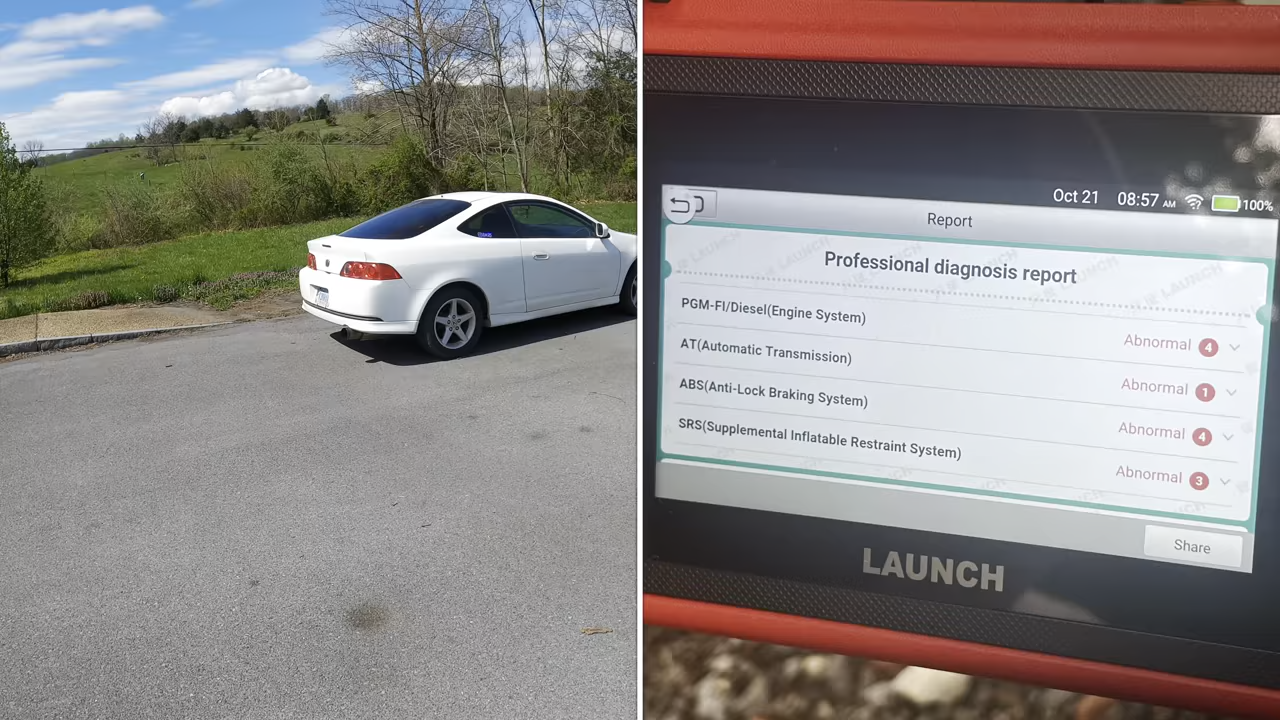 Oct 21 08:57 AM 100%
Report
Professional diagnosis report
PGM-FI/Diesel(Engine System)
Abnormal 4
AT(Automatic Transmission)
Abnormal 1
ABS(Anti-Lock Braking System)
Abnormal 4
SRS(Supplemental Inflatable Restraint System)
Abnormal 3
Share
LAUNCH